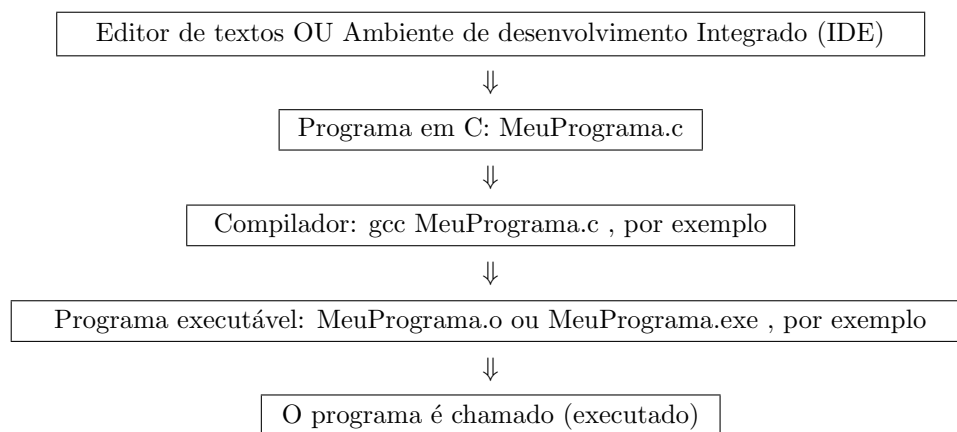 Editor de textos OU Ambiente de desenvolvimento Integrado (IDE)
⇓
Programa em C: MeuPrograma.c
⇓
Compilador: gcc MeuPrograma.c , por exemplo
⇓
Programa executável: MeuPrograma.o ou MeuPrograma.exe , por exemplo
⇓
O programa é chamado (executado)